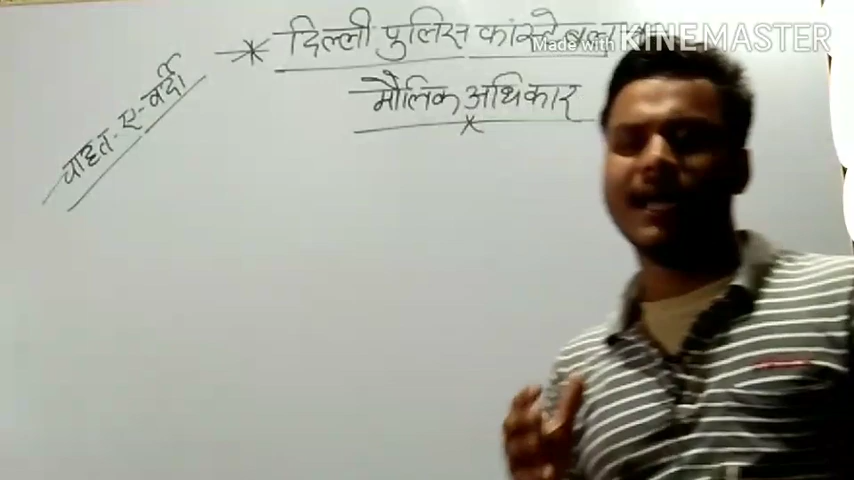 दिल्ली पुलिस कांस्टेबल
Made with KINEMASTER
मौलिक अधिकार
चाहत-ए-वर्दी